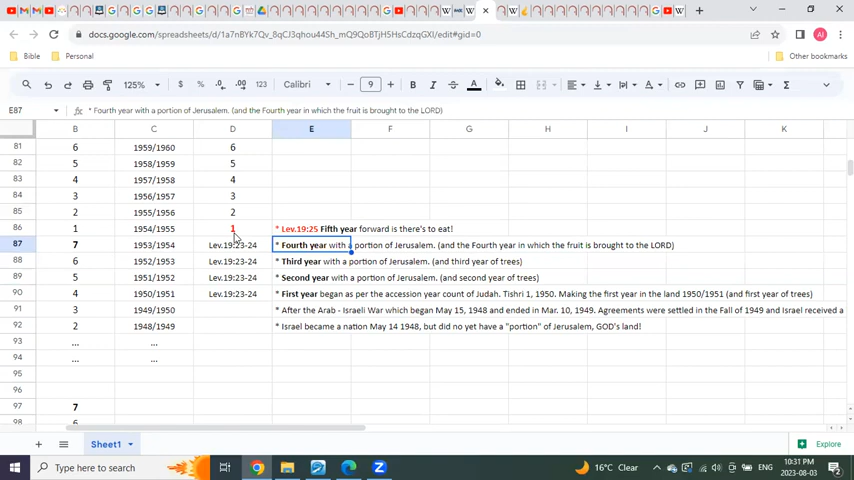 docs.google.com/spreadsheets/d/1a7nBYk7Qv_8qCJ3qhou44Sh_mQ9QoBTjH5HsCdzqGXI/edit#gid=0
Bible
Personal
Other bookmarks
125%
$ % .0 .00 123
Calibri
9
E87
* Fourth year with a portion of Jerusalem. (and the Fourth year in which the fruit is brought to the LORD)
B C D E F G H I J K
81 6 1959/1960 6
82 5 1958/1959 5
83 4 1957/1958 4
84 3 1956/1957 3
85 2 1955/1956 2
86 1 1954/1955 1 * Lev.19:25 Fifth year forward is there's to eat!
87 7 1953/1954 Lev.19:23-24 * Fourth year with a portion of Jerusalem. (and the Fourth year in which the fruit is brought to the LORD)
88 6 1952/1953 Lev.19:23-24 * Third year with a portion of Jerusalem. (and third year of trees)
89 5 1951/1952 Lev.19:23-24 * Second year with a portion of Jerusalem. (and second year of trees)
90 4 1950/1951 Lev.19:23-24 * First year began as per the accession year count of Judah. Tishri 1, 1950. Making the first year in the land 1950/1951 (and first year of trees)
91 3 1949/1950 * After the Arab - Israeli War which began May 15, 1948 and ended in Mar. 10, 1949. Agreements were settled in the Fall of 1949 and Israel received a
92 2 1948/1949 * Israel became a nation May 14 1948, but did no yet have a "portion" of Jerusalem, GOD's land!
93 ... ...
94 ... ...
95
96
97 7
98 6
Sheet1
Explore
Type here to search
16°C Clear
ENG
10:31 PM
2023-08-03